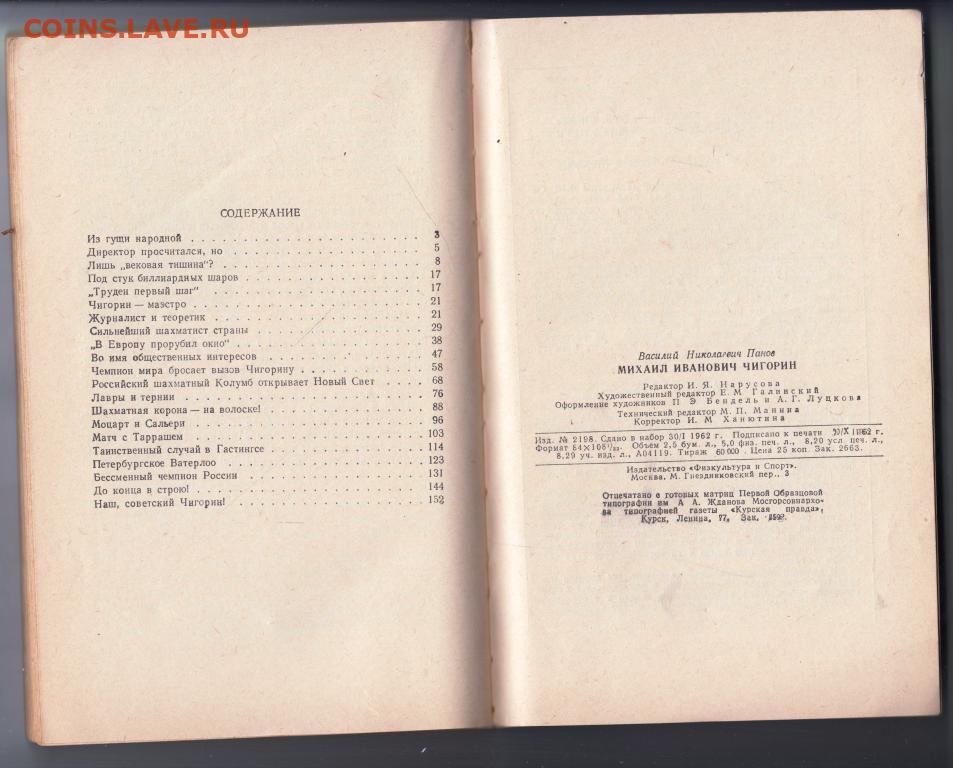 COINS.LAVE.RU
СОДЕРЖАНИЕ
Из гущи народной . . . . . . . . . . . . . . . . . . . . . . 3
Директор просчитался, но . . . . . . . . . . . . . . . . . . 5
Лишь „вековая тишина“? . . . . . . . . . . . . . . . . . . . 8
Под стук биллиардных шаров . . . . . . . . . . . . . . . . . 17
„Труден первый шаг“ . . . . . . . . . . . . . . . . . . . . 17
Чигорин — маэстро . . . . . . . . . . . . . . . . . . . . . 21
Журналист и теоретик . . . . . . . . . . . . . . . . . . . . 21
Сильнейший шахматист страны . . . . . . . . . . . . . . . . 29
„В Европу прорубил окно“ . . . . . . . . . . . . . . . . . . 38
Во имя общественных интересов . . . . . . . . . . . . . . . 47
Чемпион мира бросает вызов Чигорину . . . . . . . . . . . . 58
Российский шахматный Колумб открывает Новый Свет . . . . 68
Лавры и тернии . . . . . . . . . . . . . . . . . . . . . . . 76
Шахматная корона — на волоске! . . . . . . . . . . . . . . . 88
Моцарт и Сальери . . . . . . . . . . . . . . . . . . . . . . 96
Матч с Таррашем . . . . . . . . . . . . . . . . . . . . . . 103
Таинственный случай в Гастингсе . . . . . . . . . . . . . . 114
Петербургское Ватерлоо . . . . . . . . . . . . . . . . . . . 123
Бессменный чемпион России . . . . . . . . . . . . . . . . . 131
До конца в строю! . . . . . . . . . . . . . . . . . . . . . 144
Наш, советский Чигорин! . . . . . . . . . . . . . . . . . . 152
Василий Николаевич Панов
МИХАИЛ ИВАНОВИЧ ЧИГОРИН
Редактор И. Я. Нарусова
Художественный редактор Е. М Галинский
Оформление художников П Э Бендель и А. Г. Луцкова
Технический редактор М. П. Манина
Корректор И. М Ханютина
Изд. № 2198. Сдано в набор 30/I 1962 г. Подписано к печати 1962 г.
Формат 84×108¹/₃₂. Объем 2,5 бум. л., 5,0 физ. печ. л., 8,20 усл. печ. л.,
8,29 уч. изд. л., А04119. Тираж 60 000. Цена 25 коп. Зак. 2663.
Издательство «Физкультура и Спорт».
Москва, М. Гнездниковский пер., 3
Отпечатано с готовых матриц Первой Образцовой
типографии им А А. Жданова Мосгорсовнархо-
за типографией газеты «Курская правда»,
Курск, Ленина, 77, Зак.